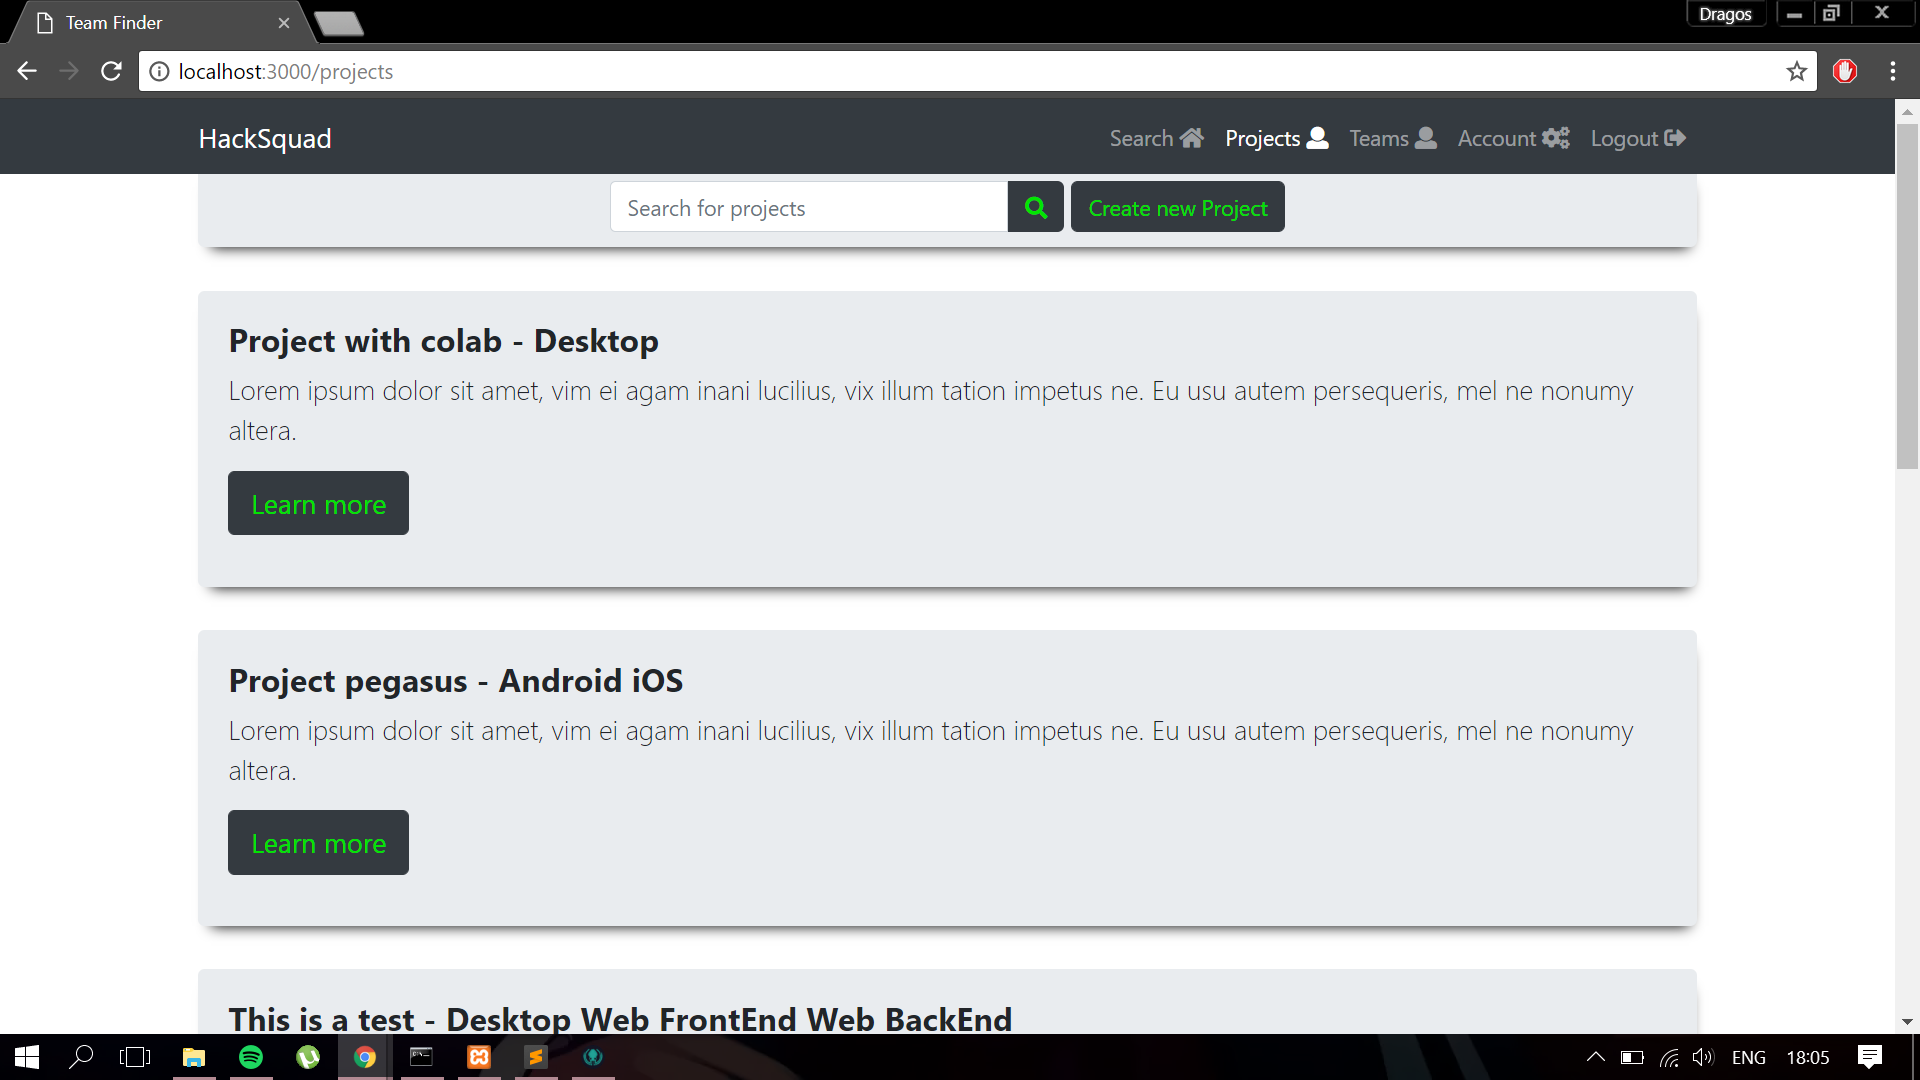 Team Finder
Dragos
localhost:3000/projects
HackSquad
Search
Projects
Teams
Account
Logout
Search for projects
Create new Project
Project with colab - Desktop
Lorem ipsum dolor sit amet, vim ei agam inani lucilius, vix illum tation impetus ne. Eu usu autem persequeris, mel ne nonumy
altera.
Learn more
Project pegasus - Android iOS
Lorem ipsum dolor sit amet, vim ei agam inani lucilius, vix illum tation impetus ne. Eu usu autem persequeris, mel ne nonumy
altera.
Learn more
This is a test - Desktop Web FrontEnd Web BackEnd
ENG
18:05